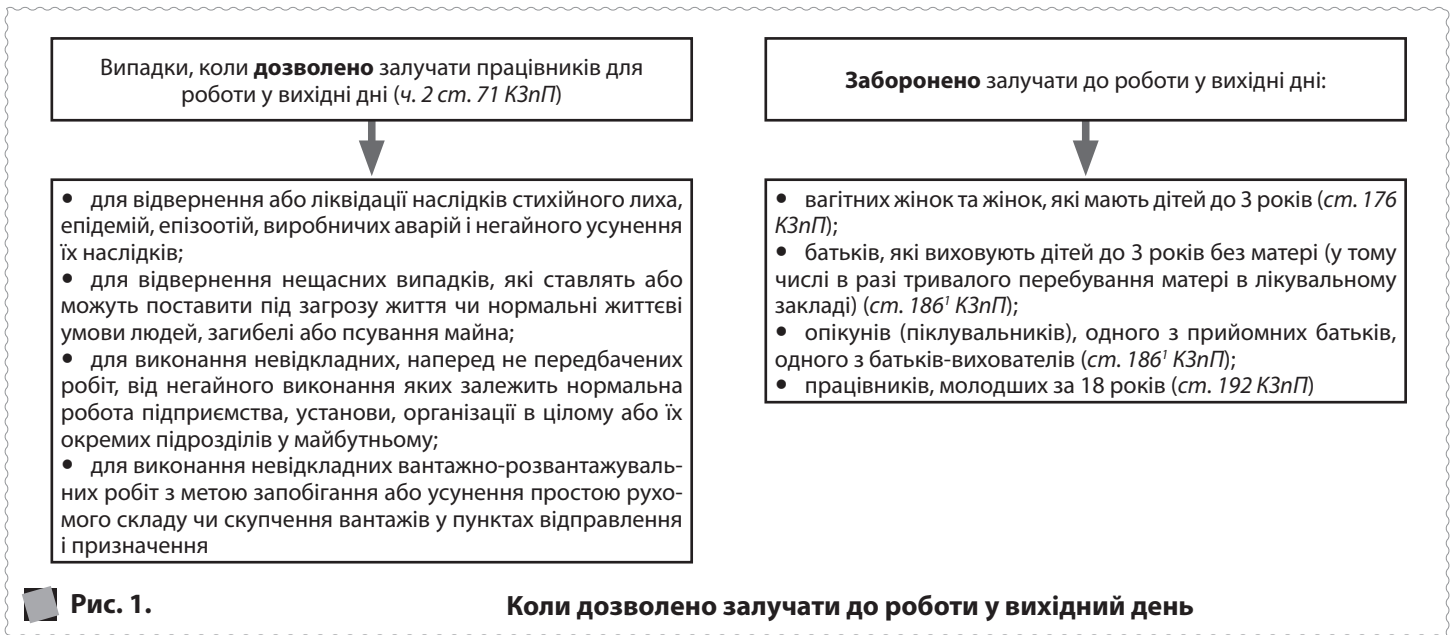 Випадки, коли дозволено залучати працівників для
роботи у вихідні дні (ч. 2 ст. 71 КЗпП)
• для відвернення або ліквідації наслідків стихійного лиха,
епідемій, епізоотій, виробничих аварій і негайного усунення
їх наслідків;
• для відвернення нещасних випадків, які ставлять або
можуть поставити під загрозу життя чи нормальні життєві
умови людей, загибелі або псування майна;
• для виконання невідкладних, наперед не передбачених
робіт, від негайного виконання яких залежить нормальна
робота підприємства, установи, організації в цілому або їх
окремих підрозділів у майбутньому;
• для виконання невідкладних вантажно-розвантажуваль-
них робіт з метою запобігання або усунення простою рухо-
мого складу чи скупчення вантажів у пунктах відправлення
і призначення
Заборонено залучати до роботи у вихідні дні:
• вагітних жінок та жінок, які мають дітей до 3 років (ст. 176
КЗпП);
• батьків, які виховують дітей до 3 років без матері (у тому
числі в разі тривалого перебування матері в лікувальному
закладі) (ст. 186¹ КЗпП);
• опікунів (піклувальників), одного з прийомних батьків,
одного з батьків-вихователів (ст. 186¹ КЗпП);
• працівників, молодших за 18 років (ст. 192 КЗпП)
Рис. 1. Коли дозволено залучати до роботи у вихідний день